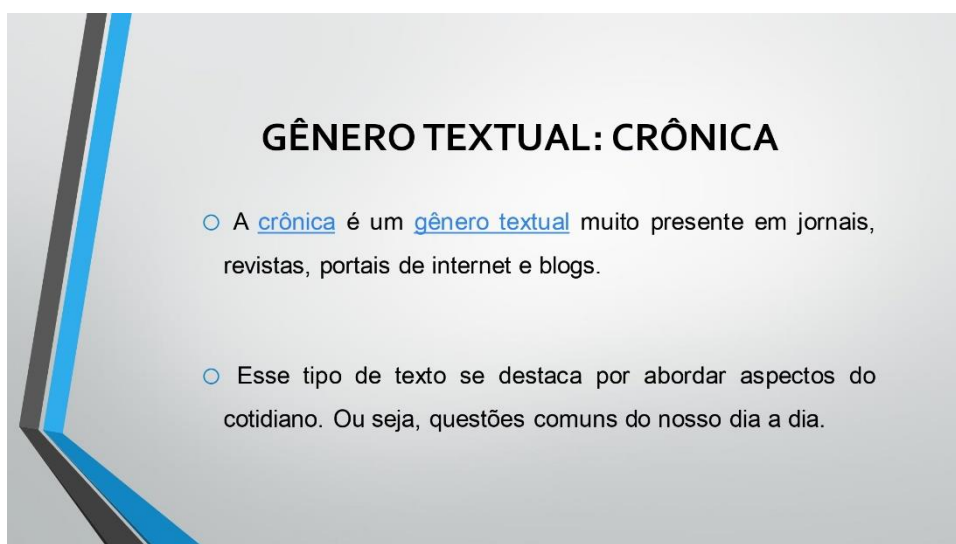 GÊNERO TEXTUAL: CRÔNICA
A crônica é um gênero textual muito presente em jornais,
revistas, portais de internet e blogs.
Esse tipo de texto se destaca por abordar aspectos do
cotidiano. Ou seja, questões comuns do nosso dia a dia.